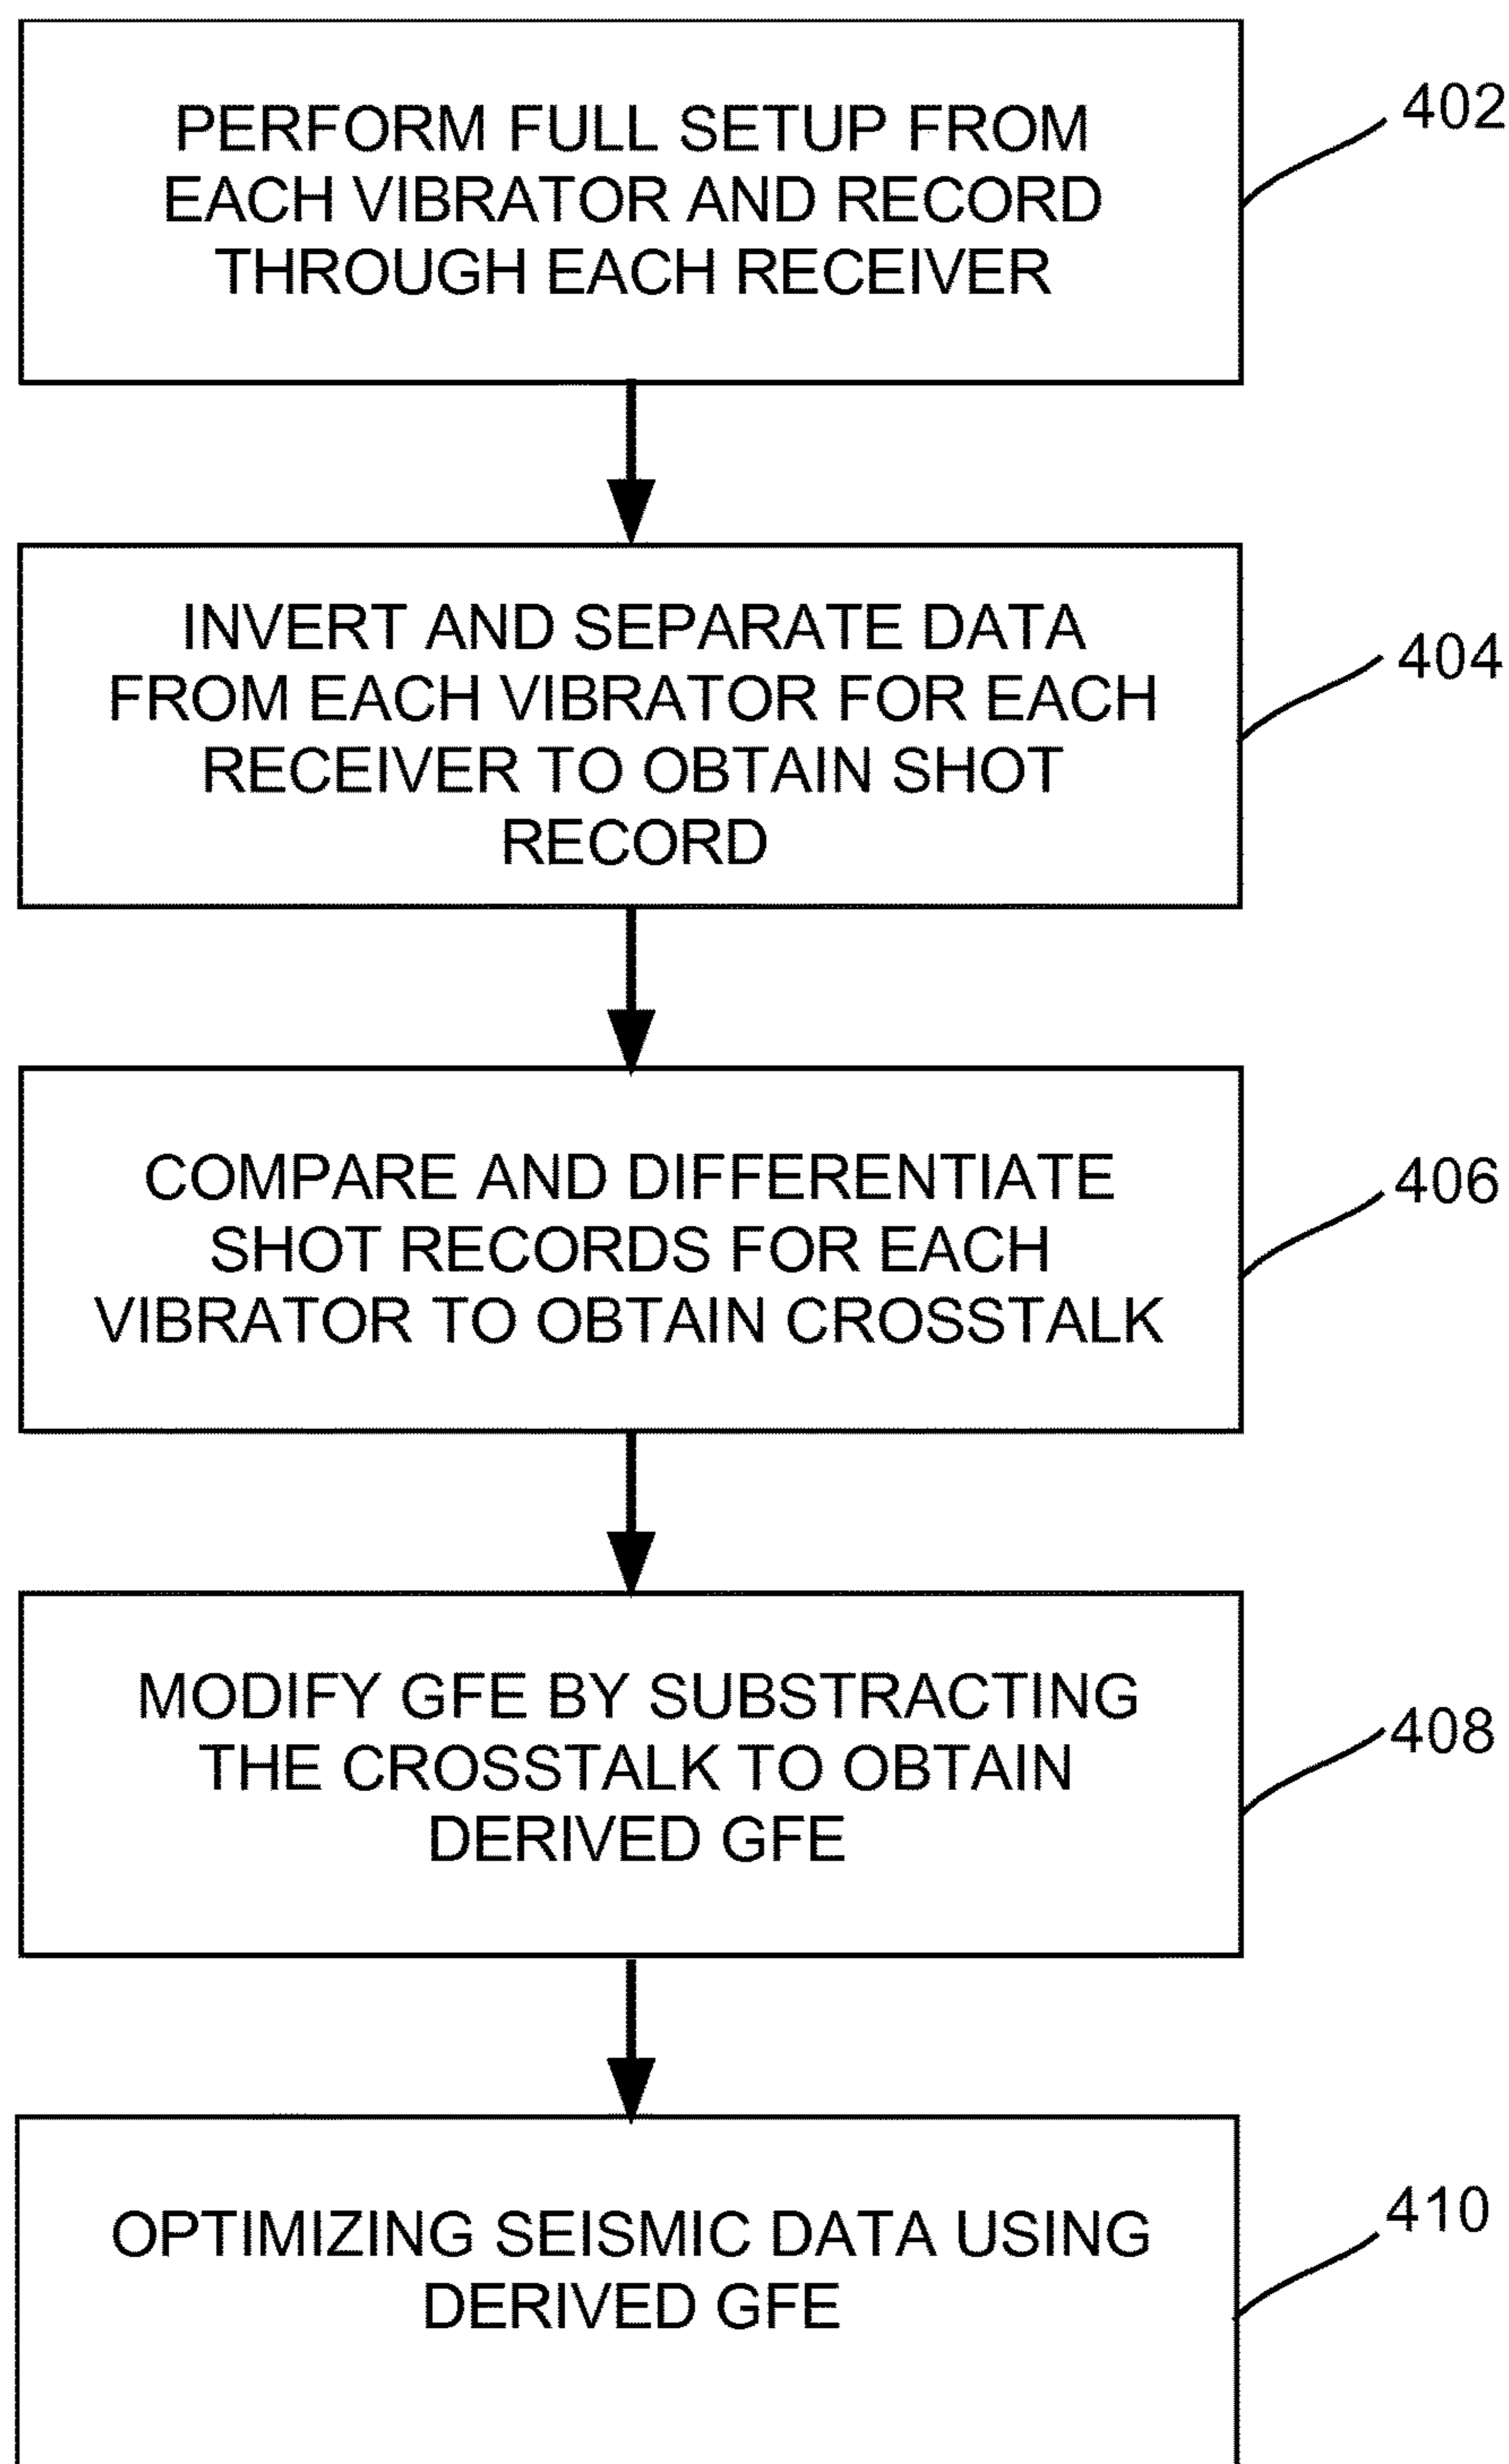 PERFORM FULL SETUP FROM
EACH VIBRATOR AND RECORD
THROUGH EACH RECEIVER
402
INVERT AND SEPARATE DATA
FROM EACH VIBRATOR FOR EACH
RECEIVER TO OBTAIN SHOT
RECORD
404
COMPARE AND DIFFERENTIATE
SHOT RECORDS FOR EACH
VIBRATOR TO OBTAIN CROSSTALK
406
MODIFY GFE BY SUBSTRACTING
THE CROSSTALK TO OBTAIN
DERIVED GFE
408
OPTIMIZING SEISMIC DATA USING
DERIVED GFE
410